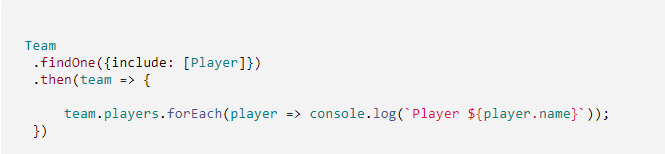 Team
.findOne({include: [Player]})
.then(team => {
team.players.forEach(player => console.log(`Player ${player.name}`));
})